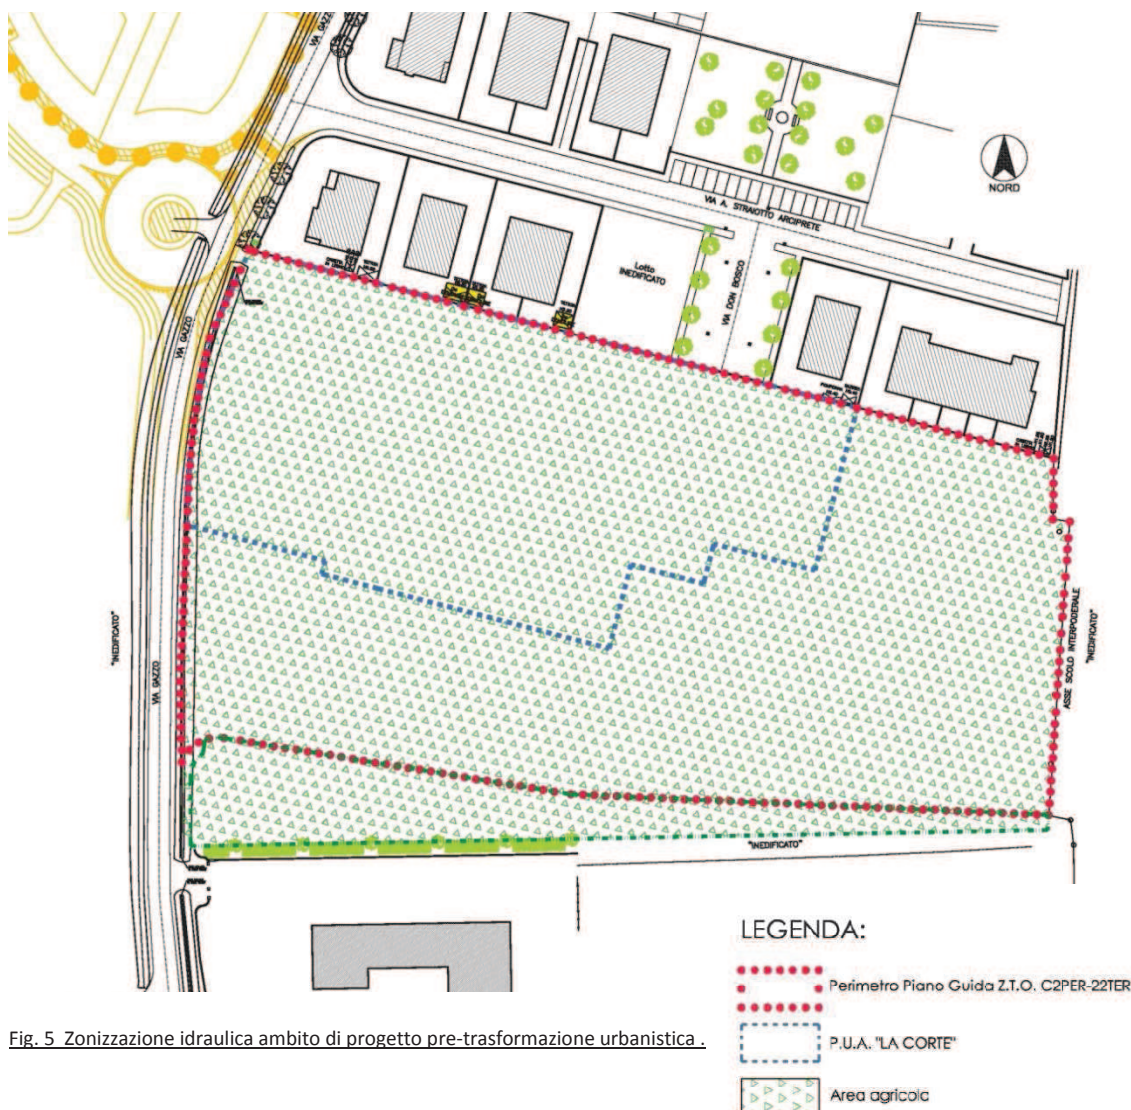 VIA GAZZO
NORD
VIA A. STRAIOTTO ARCIPRETE
Lotto
INEDIFICATO
VIA DON BOSCO
VIA GAZZO
"INEDIFICATO"
VIA GAZZO
ASSE SCOLO INTERPODERALE
"INEDIFICATO"
"INEDIFICATO"
LEGENDA:
Perimetro Piano Guida Z.T.O. C2PER-22TER
P.U.A. "LA CORTE"
Area agricola
Fig. 5 Zonizzazione idraulica ambito di progetto pre-trasformazione urbanistica .